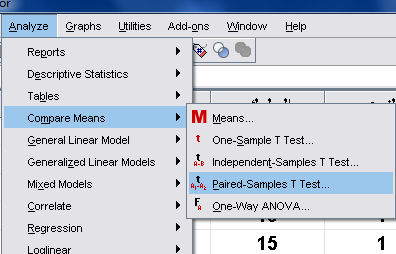 or
Analyze Graphs Utilities Add-ons Window Help
Reports
Descriptive Statistics
Tables
Compare Means
General Linear Model
Generalized Linear Models
Mixed Models
Correlate
Regression
Loglinear
M Means...
t One-Sample T Test...
t A-B Independent-Samples T Test...
t A1-A2 Paired-Samples T Test...
F A One-Way ANOVA...
15 1